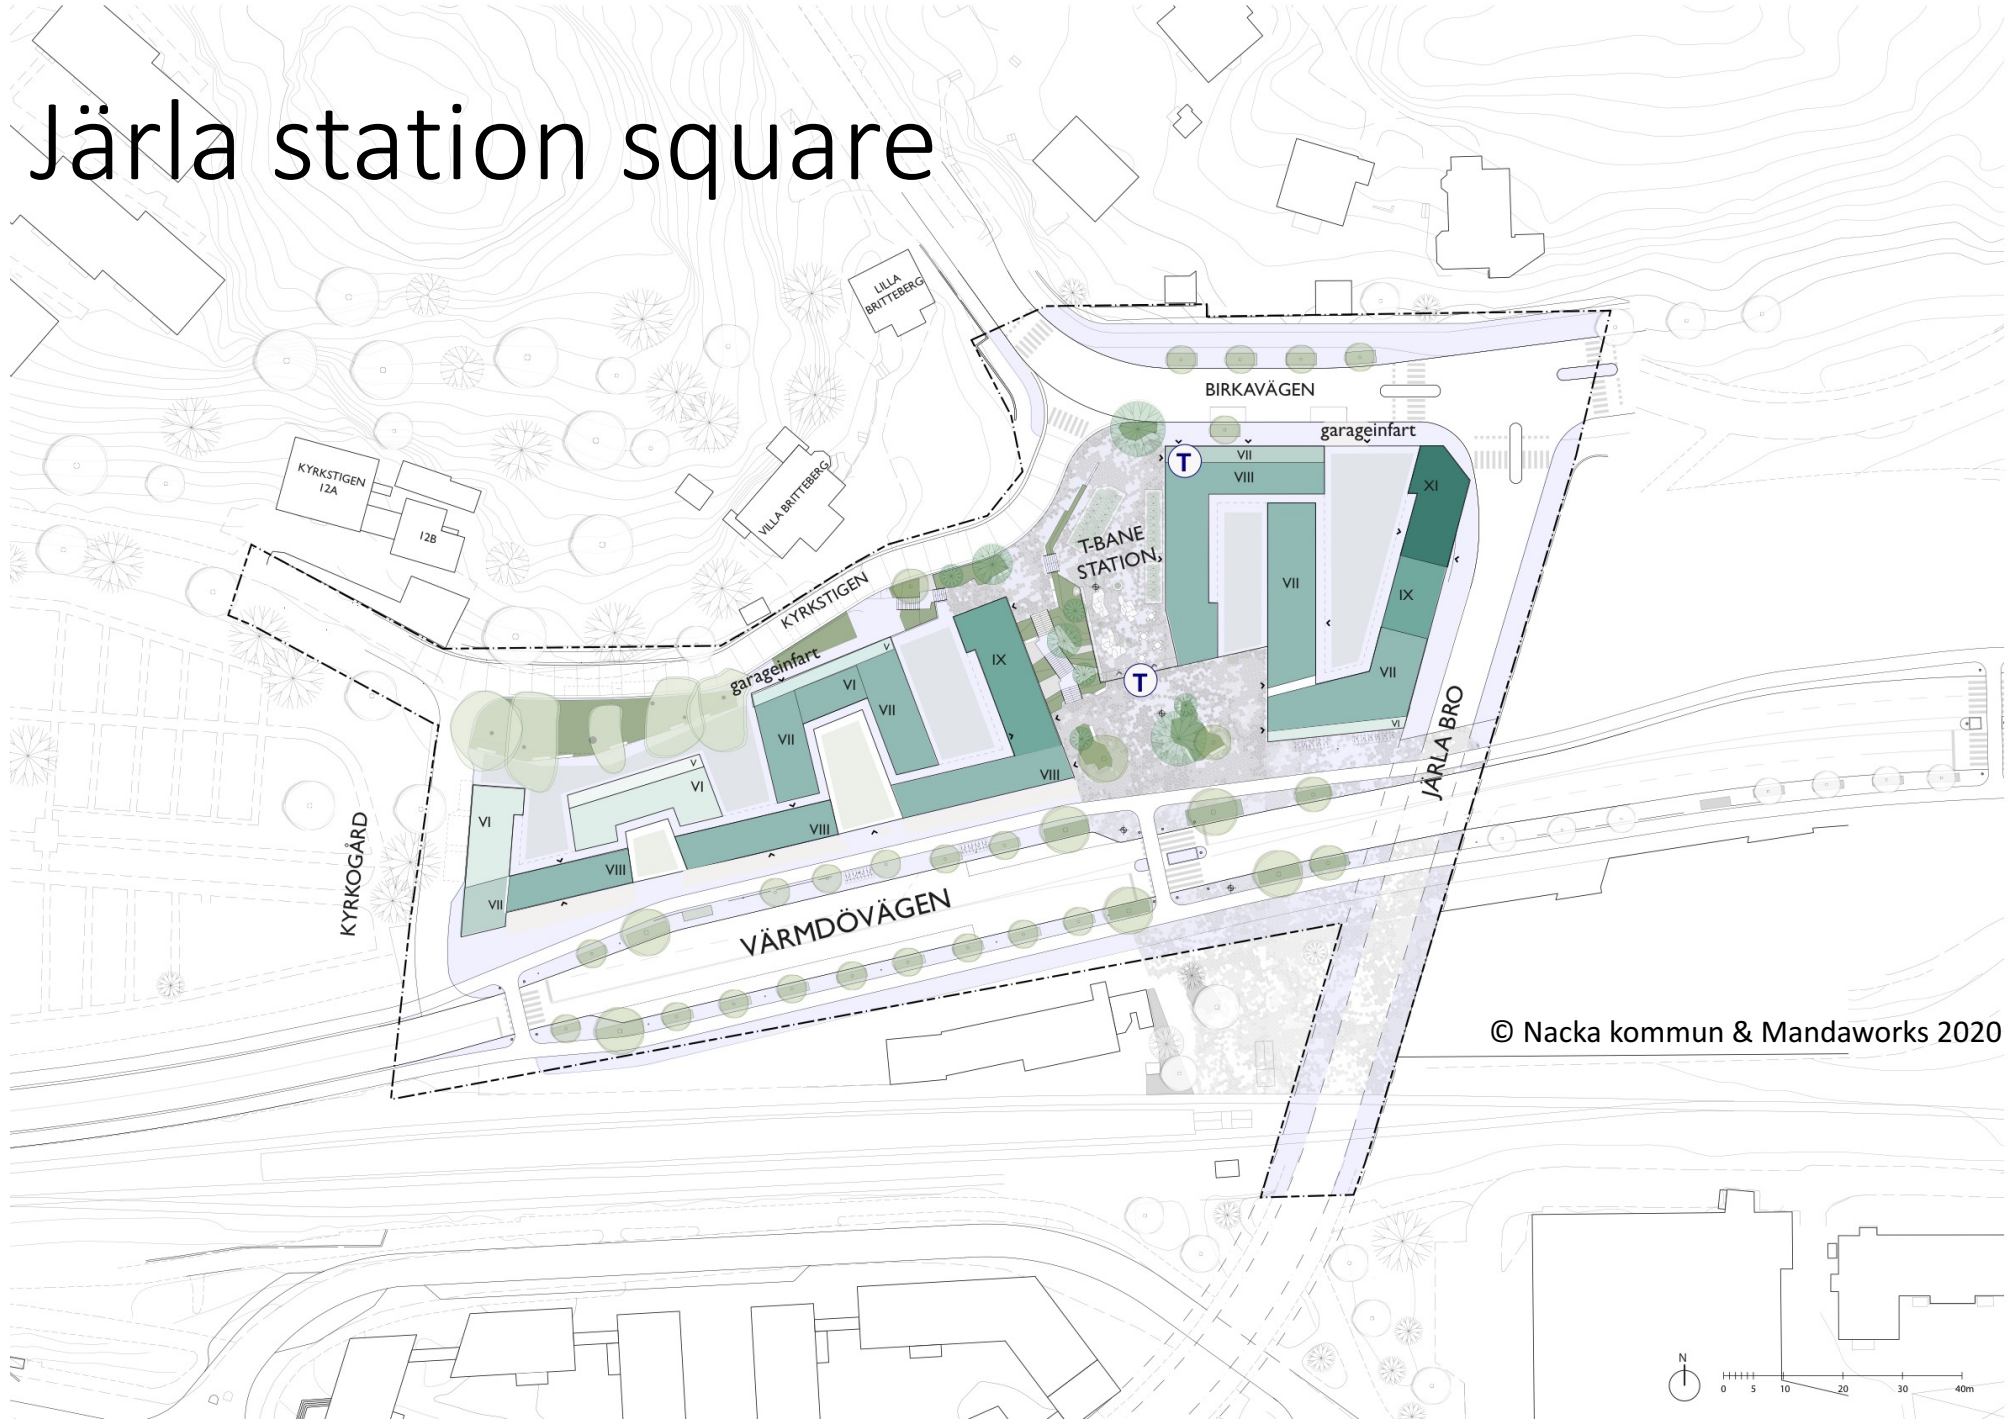 Järla station square
LILLA
BRITTEBERG
BIRKAVÄGEN
garageinfart
KYRKSTIGEN
12A
12B
VILLA BRITTEBERG
T
VII
VIII
XI
T-BANE
STATION
VII
IX
KYRKSTIGEN
garageinfart
V
VI
IX
VII
VII
VII
T
VI
JÄRLA BRO
V
VI
VIII
VI
VIII
VIII
VII
KYRKOGÅRD
VÄRMDÖVÄGEN
© Nacka kommun & Mandaworks 2020
N
0 5 10 20 30 40m